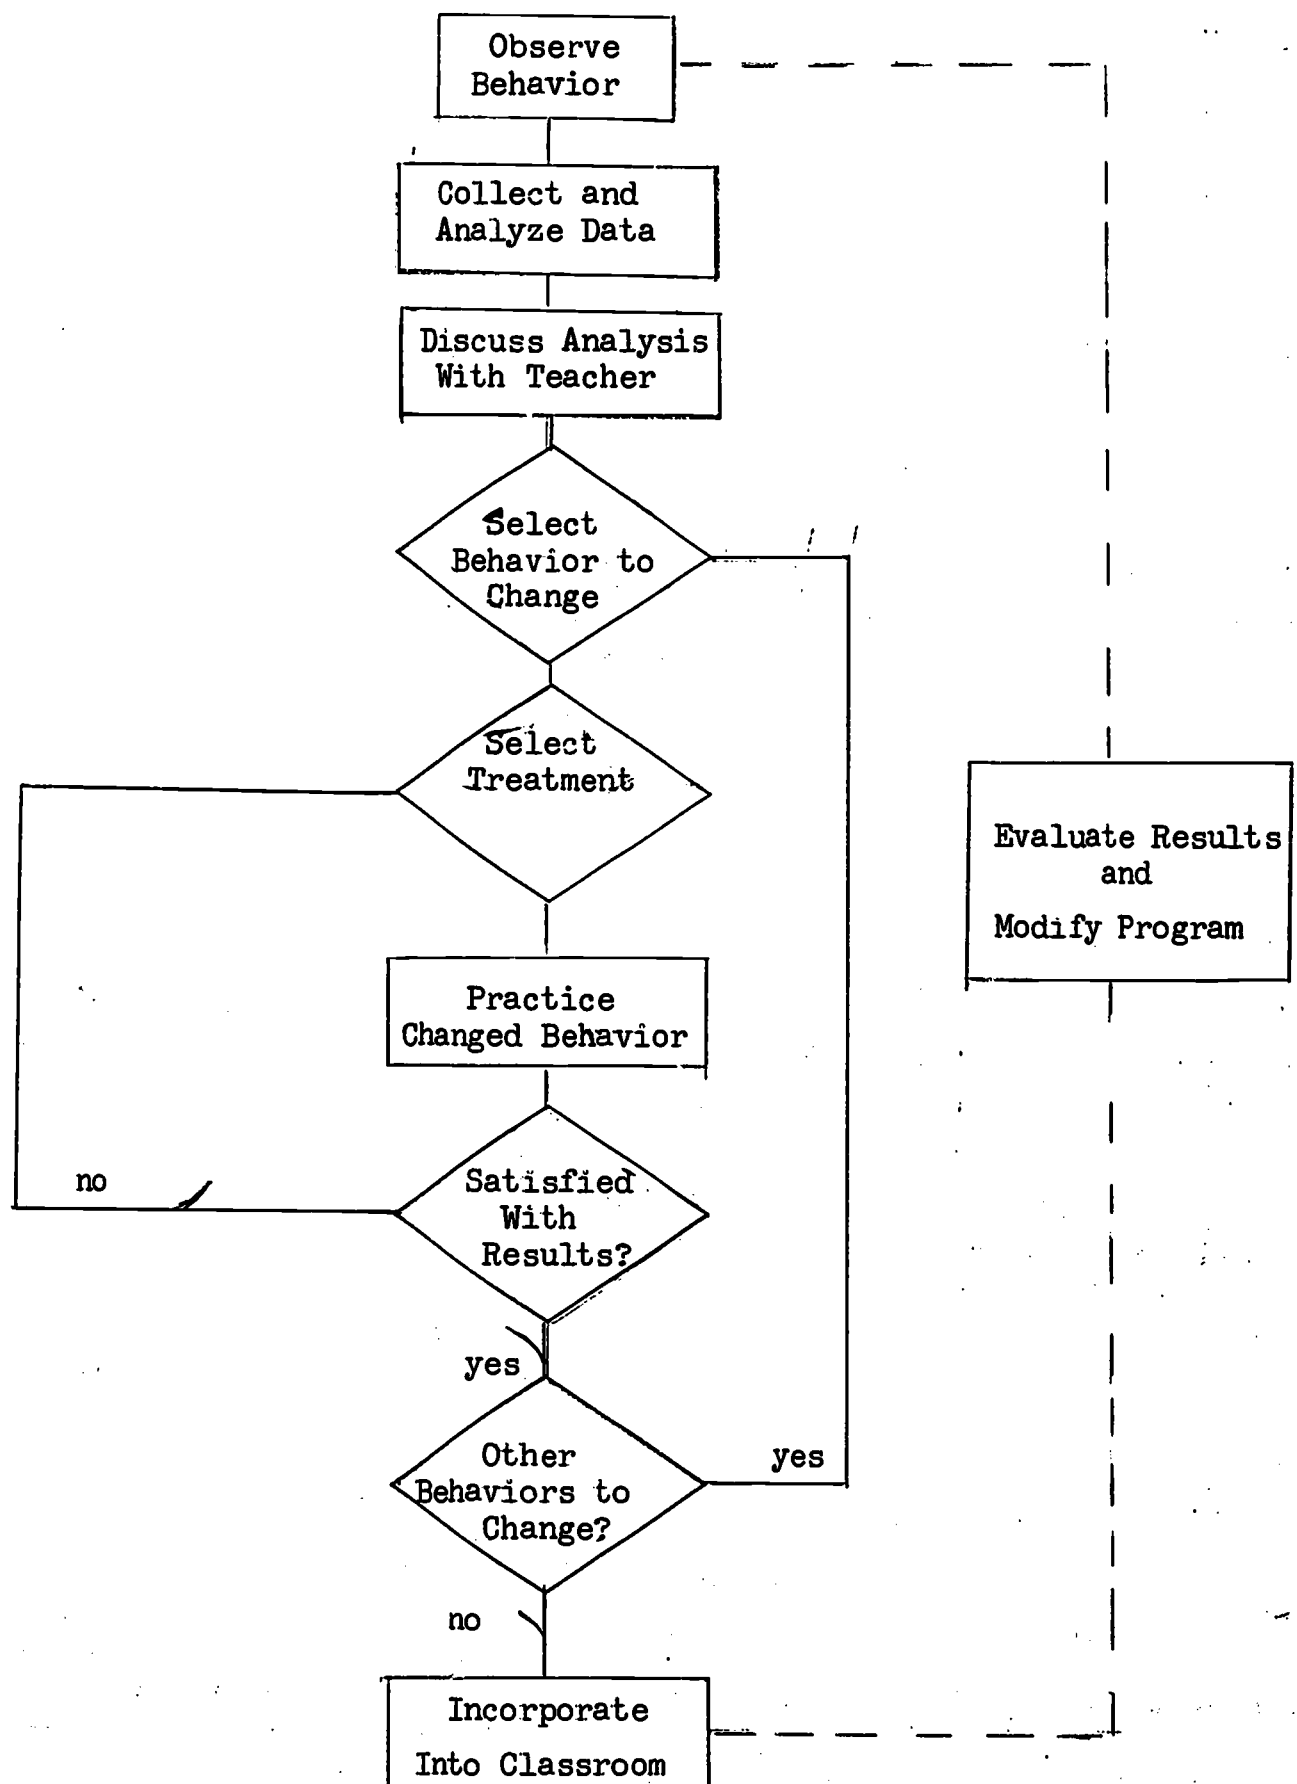 Observe
Behavior
Collect and
Analyze Data
Discuss Analysis
With Teacher
Select
Behavior to
Change
Select
Treatment
Evaluate Results
and
Modify Program
Practice
Changed Behavior
no
Satisfied
With
Results?
yes
Other
Behaviors to
Change?
yes
no
Incorporate
Into Classroom